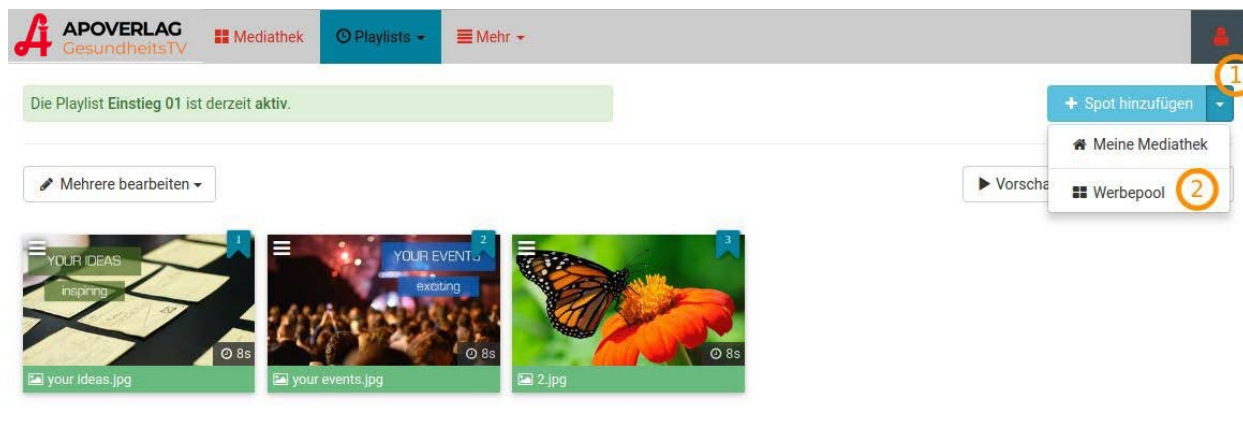 APOVERLAG
GesundheitsTV
Mediathek
Playlists
Mehr
1
Die Playlist Einstieg 01 ist derzeit aktiv.
Spot hinzufügen
Meine Mediathek
Werbepool
2
Mehrere bearbeiten
1
YOUR IDEAS
inspiring
8s
your ideas.jpg
2
YOUR EVENTS
exciting
8s
your events.jpg
3
8s
2.jpg